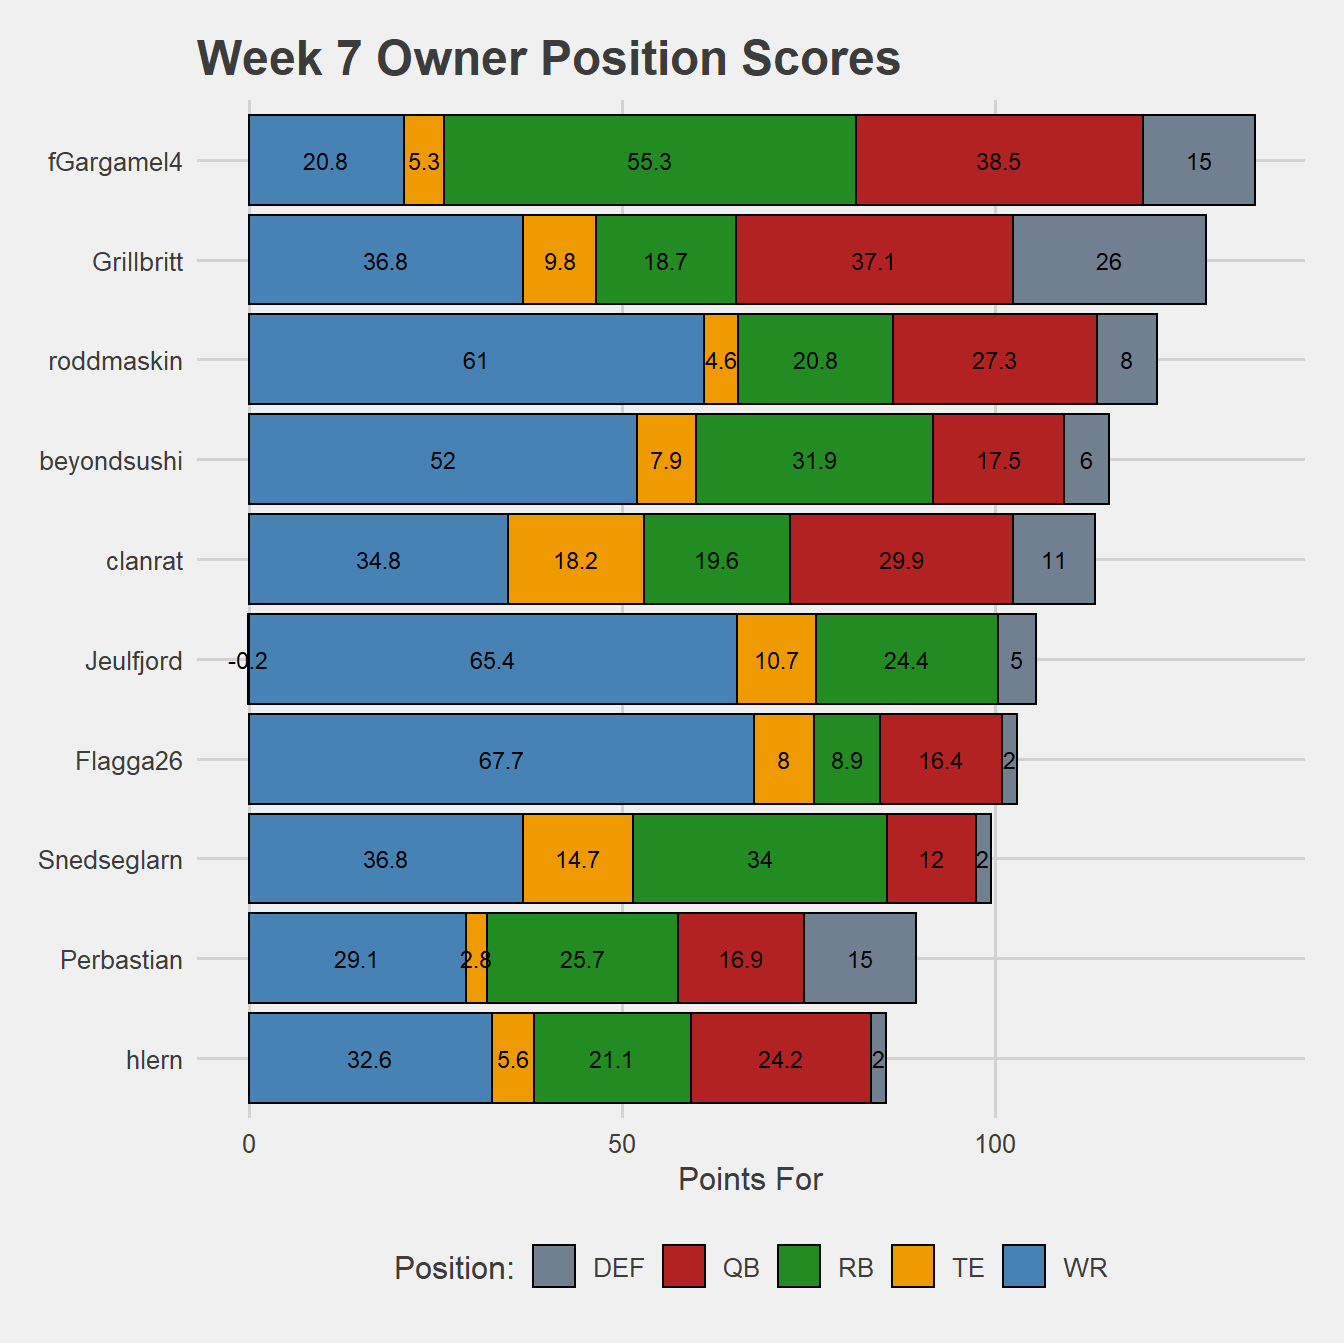 Week 7 Owner Position Scores
fGargamel4 20.8 5.3 55.3 38.5 15
Grillbritt 36.8 9.8 18.7 37.1 26
roddmaskin 61 4.6 20.8 27.3 8
beyondsushi 52 7.9 31.9 17.5 6
clanrat 34.8 18.2 19.6 29.9 11
Jeulfjord -0.2 65.4 10.7 24.4 5
Flagga26 67.7 8 8.9 16.4 2
Snedseglarn 36.8 14.7 34 12 2
Perbastian 29.1 2.8 25.7 16.9 15
hlern 32.6 5.6 21.1 24.2 2
0 50 100
Points For
Position: DEF QB RB TE WR